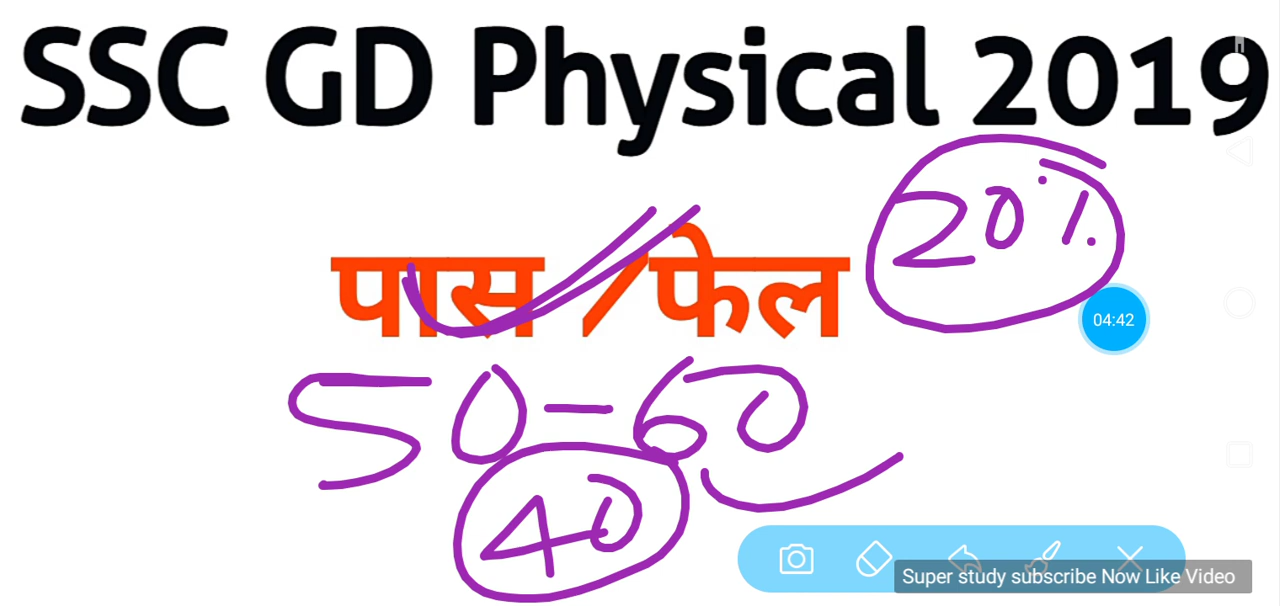 SSC GD Physical 2019
20%
पास / फेल
04:42
50-60
40
Super study subscribe Now Like Video